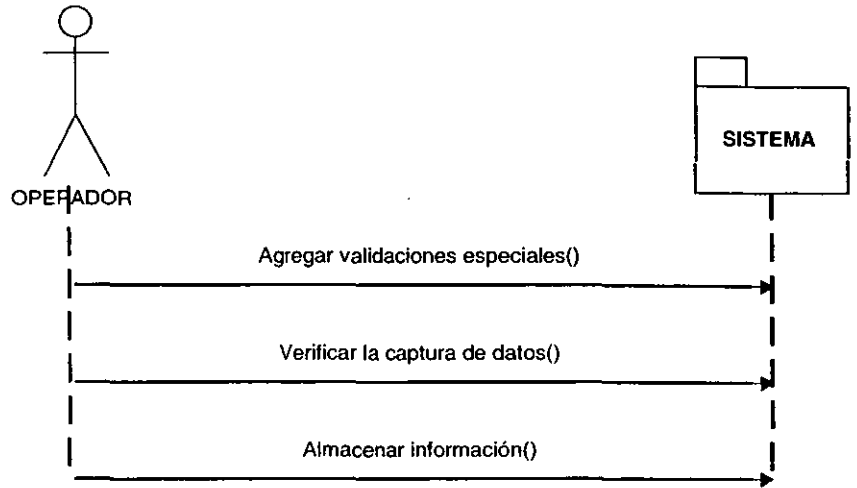 OPERADOR
SISTEMA
Agregar validaciones especiales()
Verificar la captura de datos()
Almacenar información()